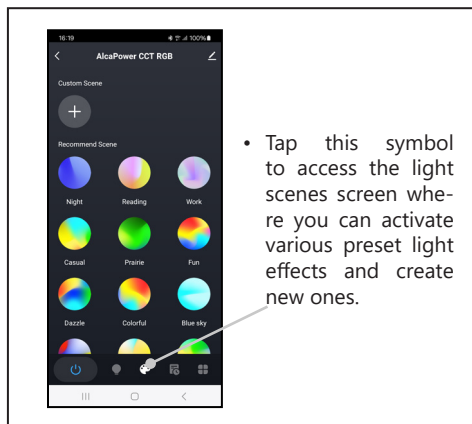 16:19
100%
AlcaPower CCT RGB
Custom Scene
Recommend Scene
Night Reading Work
Casual Prairie Fun
Dazzle Colorful Blue sky
• Tap this symbol
to access the light
scenes screen whe-
re you can activate
various preset light
effects and create
new ones.